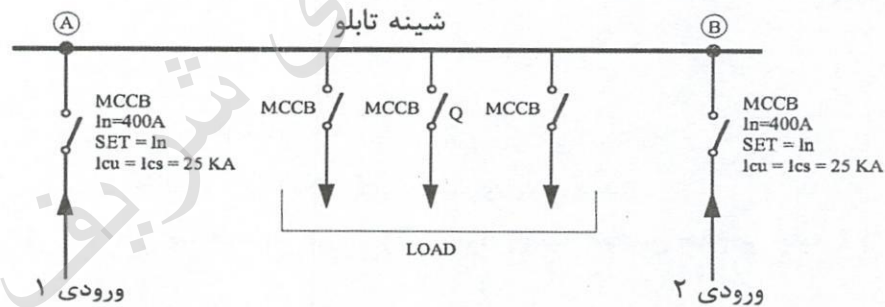 شینه تابلو
A
B
MCCB
In=400A
SET = In
Icu = Ics = 25 KA
MCCB
MCCB
Q
MCCB
MCCB
In=400A
SET = In
Icu = Ics = 25 KA
LOAD
ورودی ۱
ورودی ۲
شریف